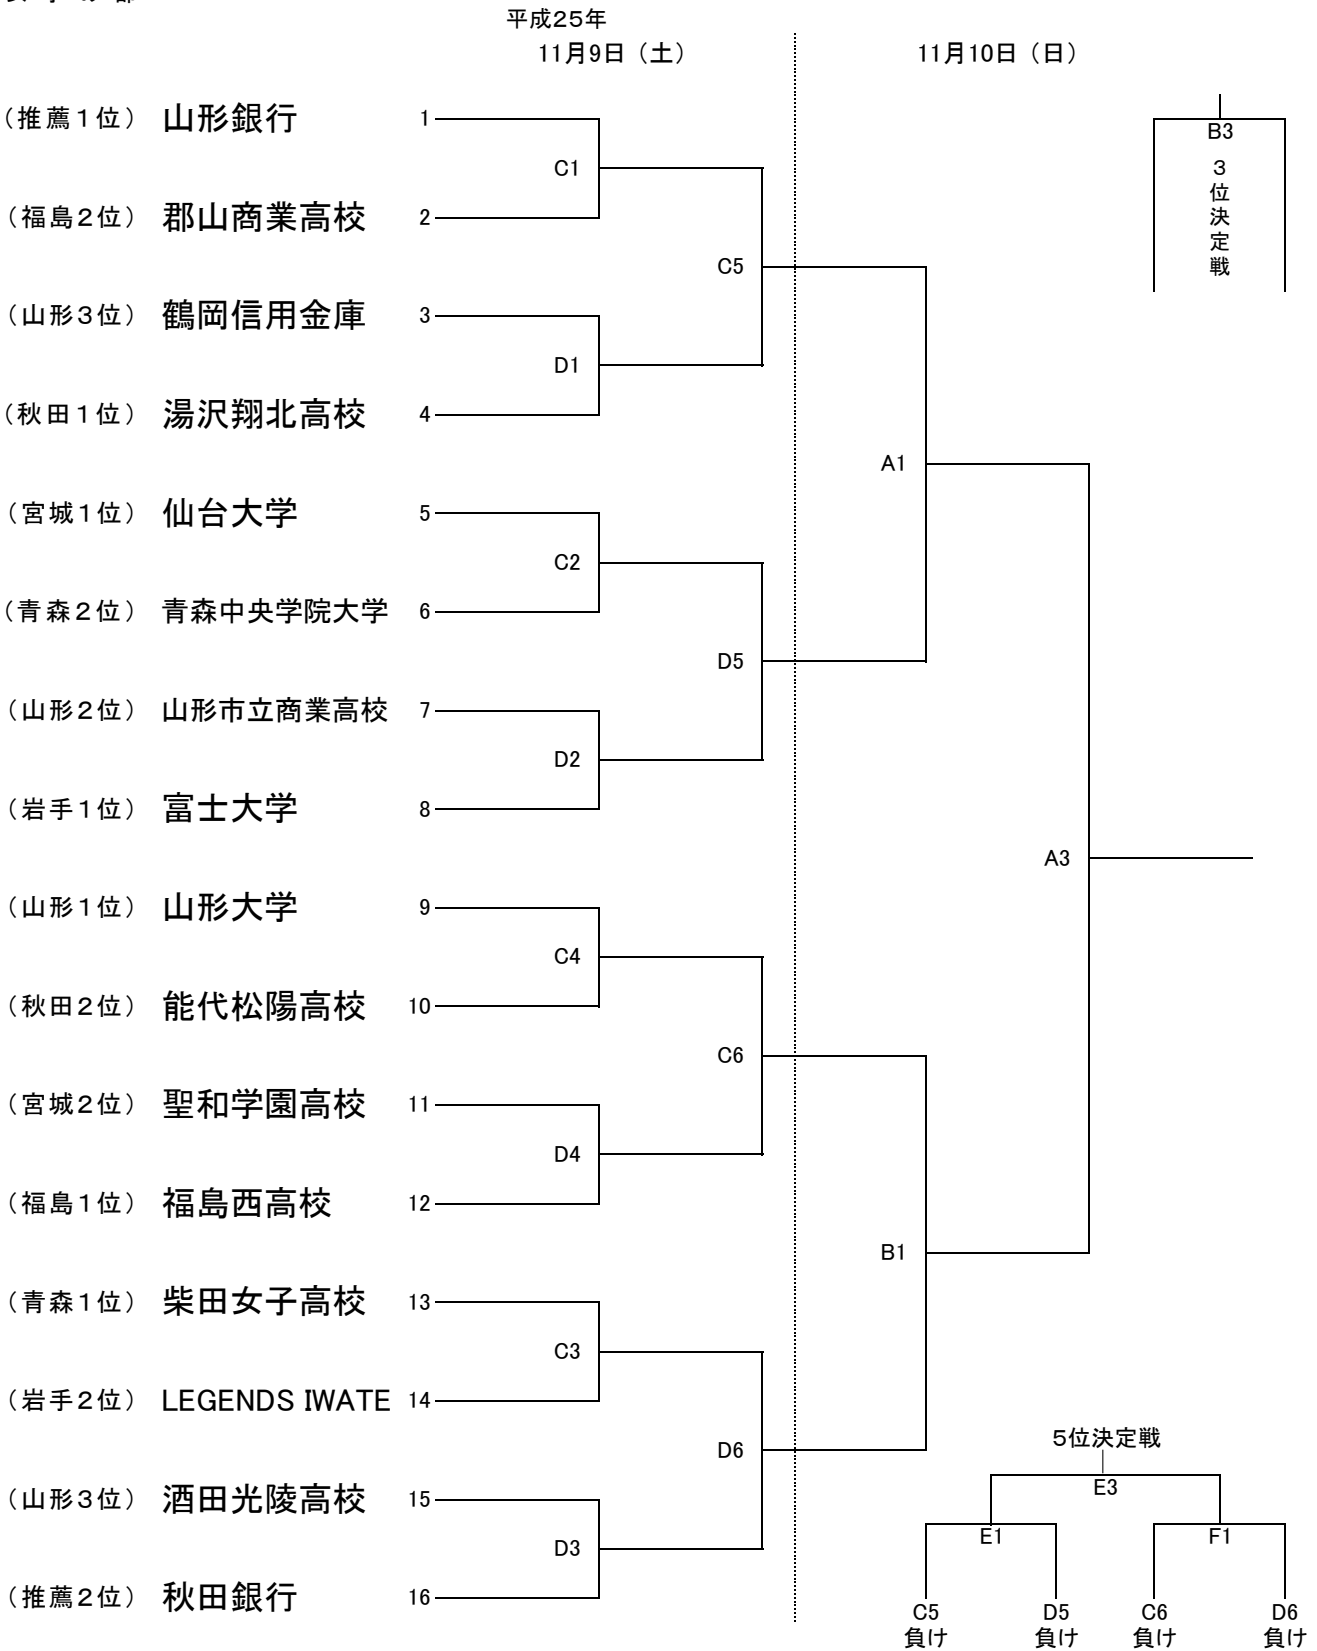 平成25年
11月9日（土）
11月10日（日）
（推薦１位） 山形銀行 1
C1
（福島２位） 郡山商業高校 2
C5
（山形３位） 鶴岡信用金庫 3
D1
（秋田１位） 湯沢翔北高校 4
A1
（宮城１位） 仙台大学 5
C2
（青森２位） 青森中央学院大学 6
D5
（山形２位） 山形市立商業高校 7
D2
（岩手１位） 富士大学 8
A3
（山形１位） 山形大学 9
C4
（秋田２位） 能代松陽高校 10
C6
（宮城２位） 聖和学園高校 11
D4
（福島１位） 福島西高校 12
B1
（青森１位） 柴田女子高校 13
C3
（岩手２位） LEGENDS IWATE 14
D6
（山形３位） 酒田光陵高校 15
D3
（推薦２位） 秋田銀行 16
B3
３位決定戦
５位決定戦
E3
E1 F1
C5 D5 C6 D6
負け 負け 負け 負け